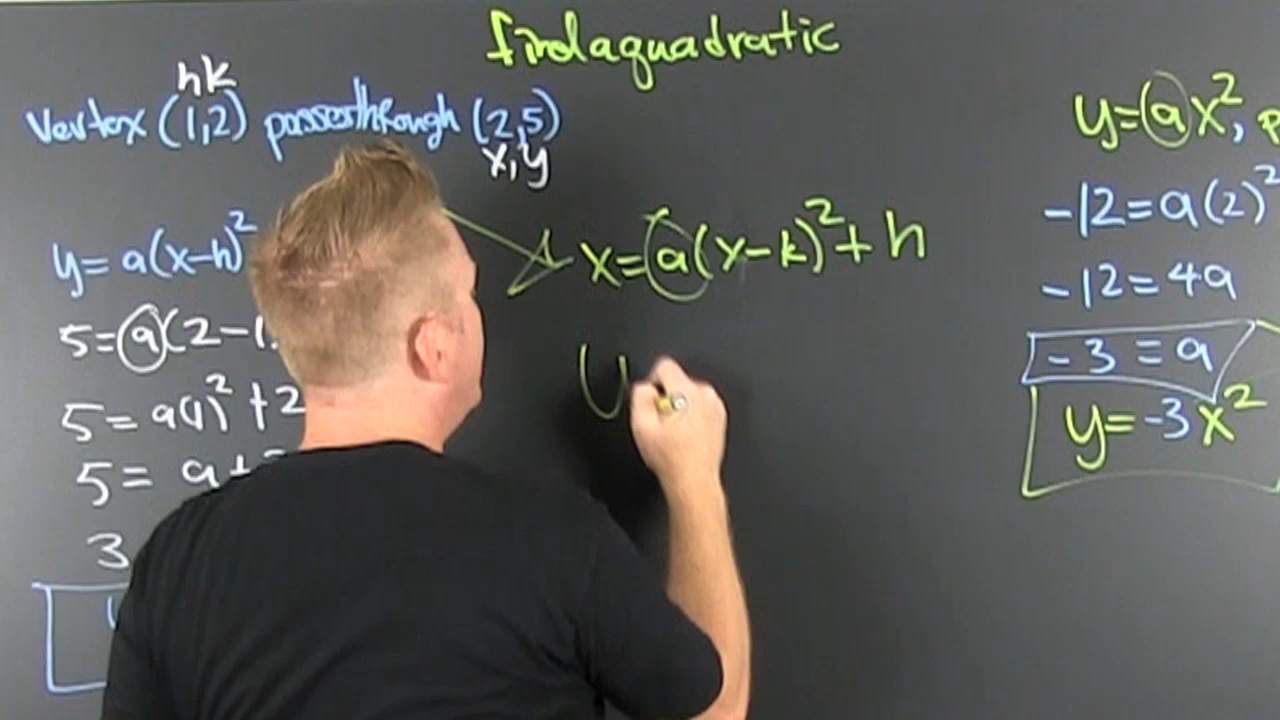 findaquadratic
hk
Vertex (1,2) passesthrough (2,5)
x,y
y=a(x-h)²
5=a(2-1
5=a(1)²+2
5=a+
3
x=a(y-k)²+h
y=ax²,
-12=a(2)²
-12=4a
-3=a
y=-3x²